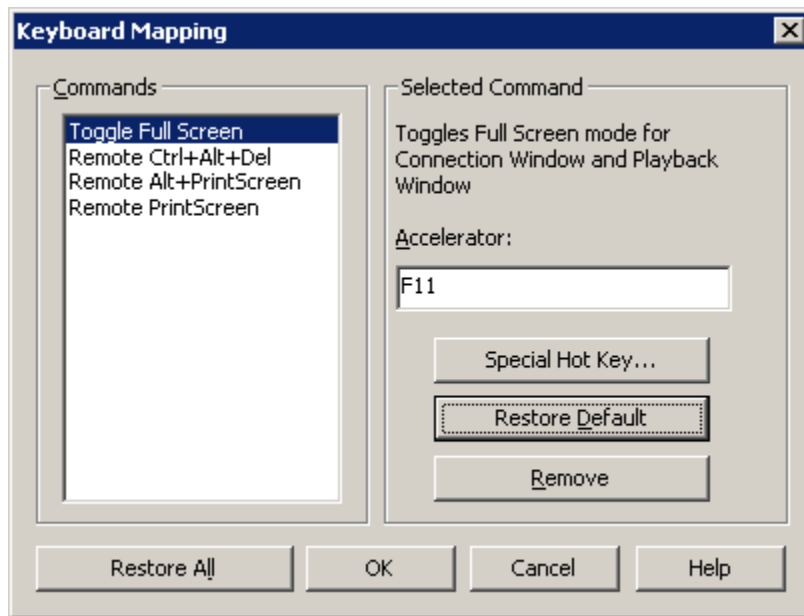 Keyboard Mapping
Commands
Toggle Full Screen
Remote Ctrl+Alt+Del
Remote Alt+PrintScreen
Remote PrintScreen
Selected Command
Toggles Full Screen mode for
Connection Window and Playback
Window
Accelerator:
F11
Special Hot Key...
Restore Default
Remove
Restore All
OK
Cancel
Help